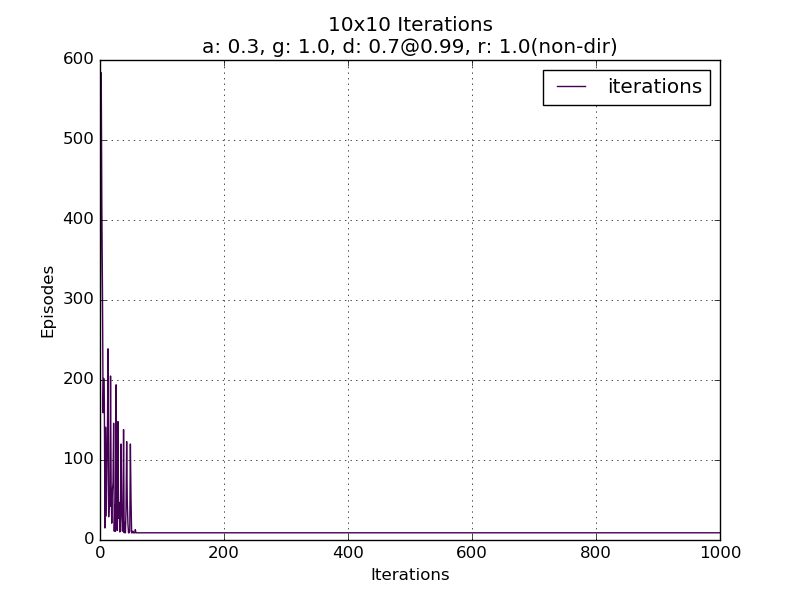 10x10 Iterations
a: 0.3, g: 1.0, d: 0.7@0.99, r: 1.0(non-dir)
iterations
600
500
400
300
200
100
0
Episodes
0 200 400 600 800 1000
Iterations